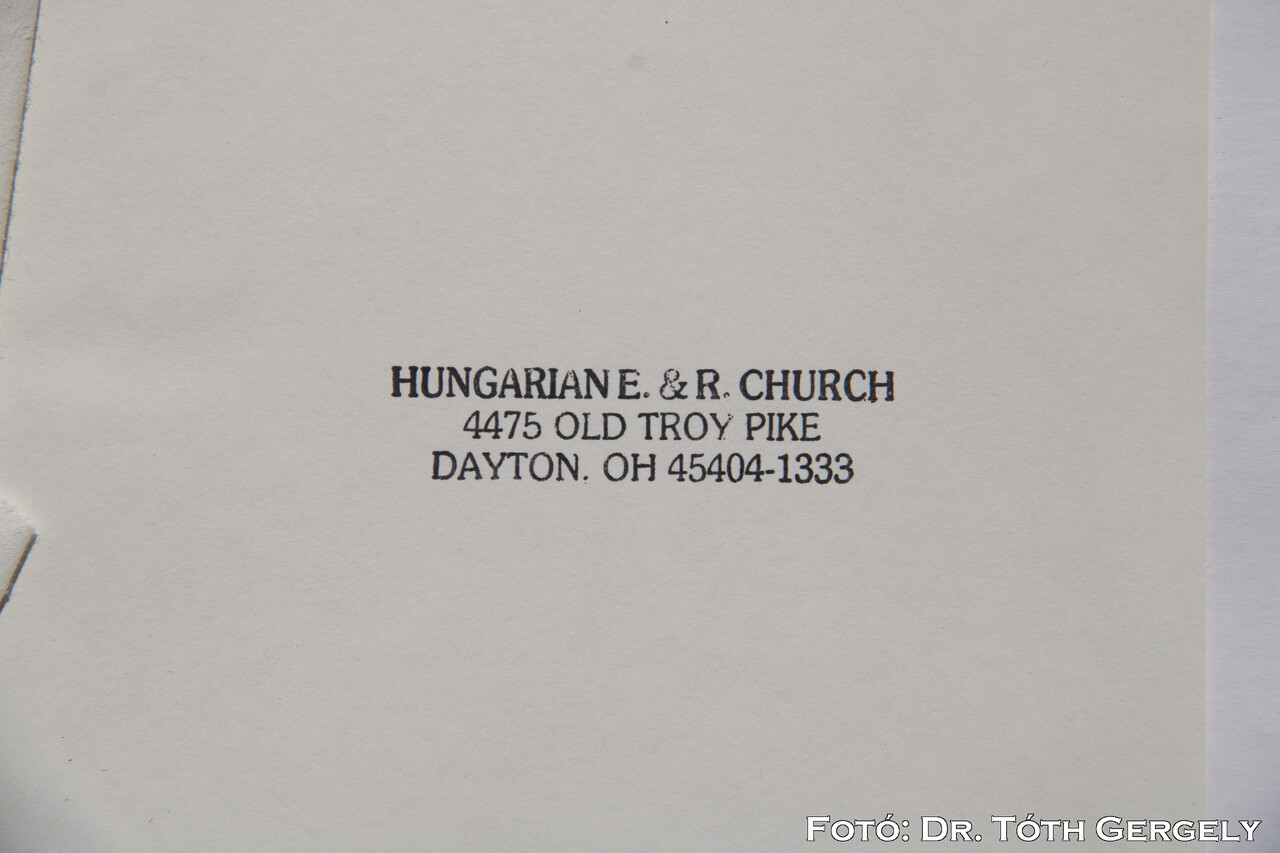 HUNGARIAN E. & R. CHURCH
4475 OLD TROY PIKE
DAYTON. OH 45404-1333
FOTÓ: DR. TÓTH GERGELY